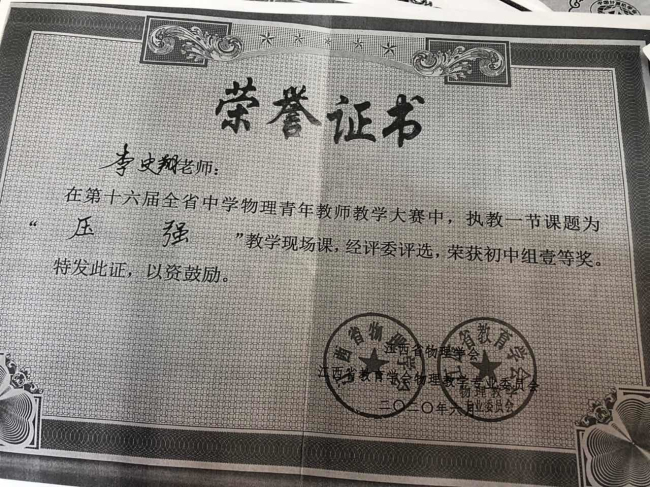 荣誉证书
李史翔老师：
在第十六届全省中学物理青年教师教学大赛中，执教一节课题为
“压 强 ”教学现场课，经评委评选，荣获初中组壹等奖。
特发此证，以资鼓励。
江西省物理学会
江西省教育学会物理教学专业委员会
二〇二〇年六